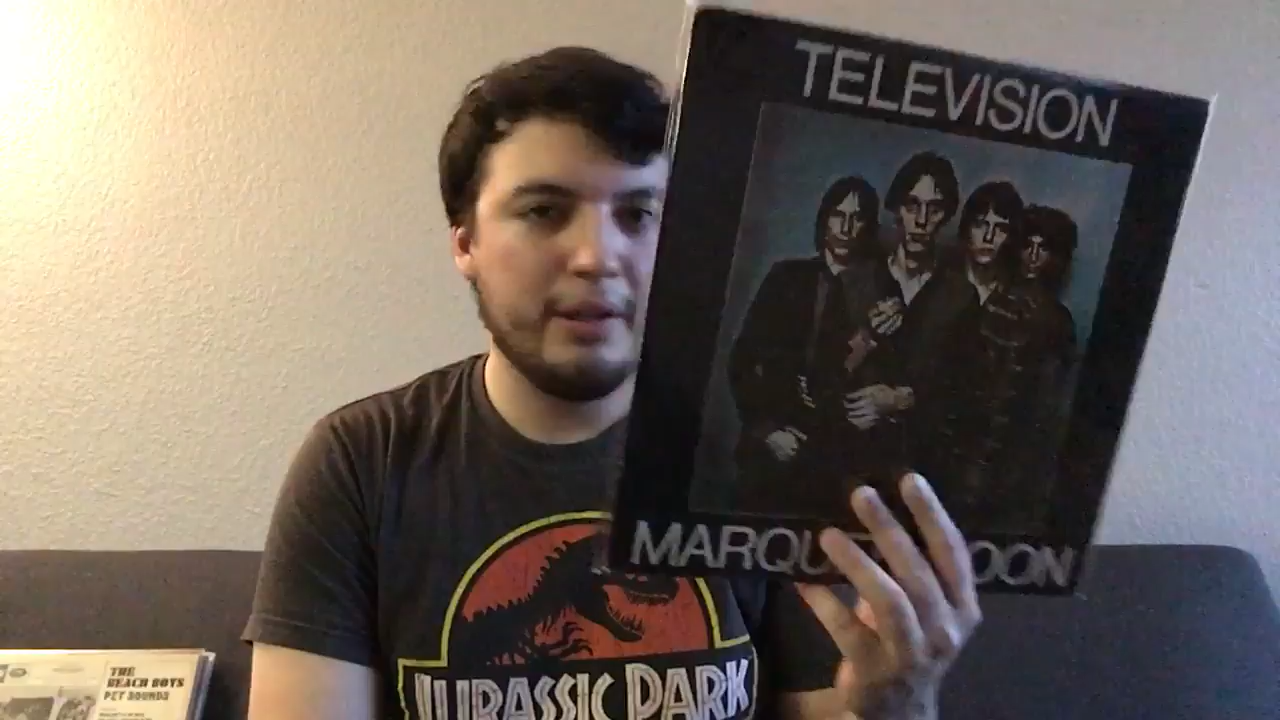 TELEVISION
MARQU OON
JURASSIC PARK
THE
BEACH BOYS
PET SOUNDS